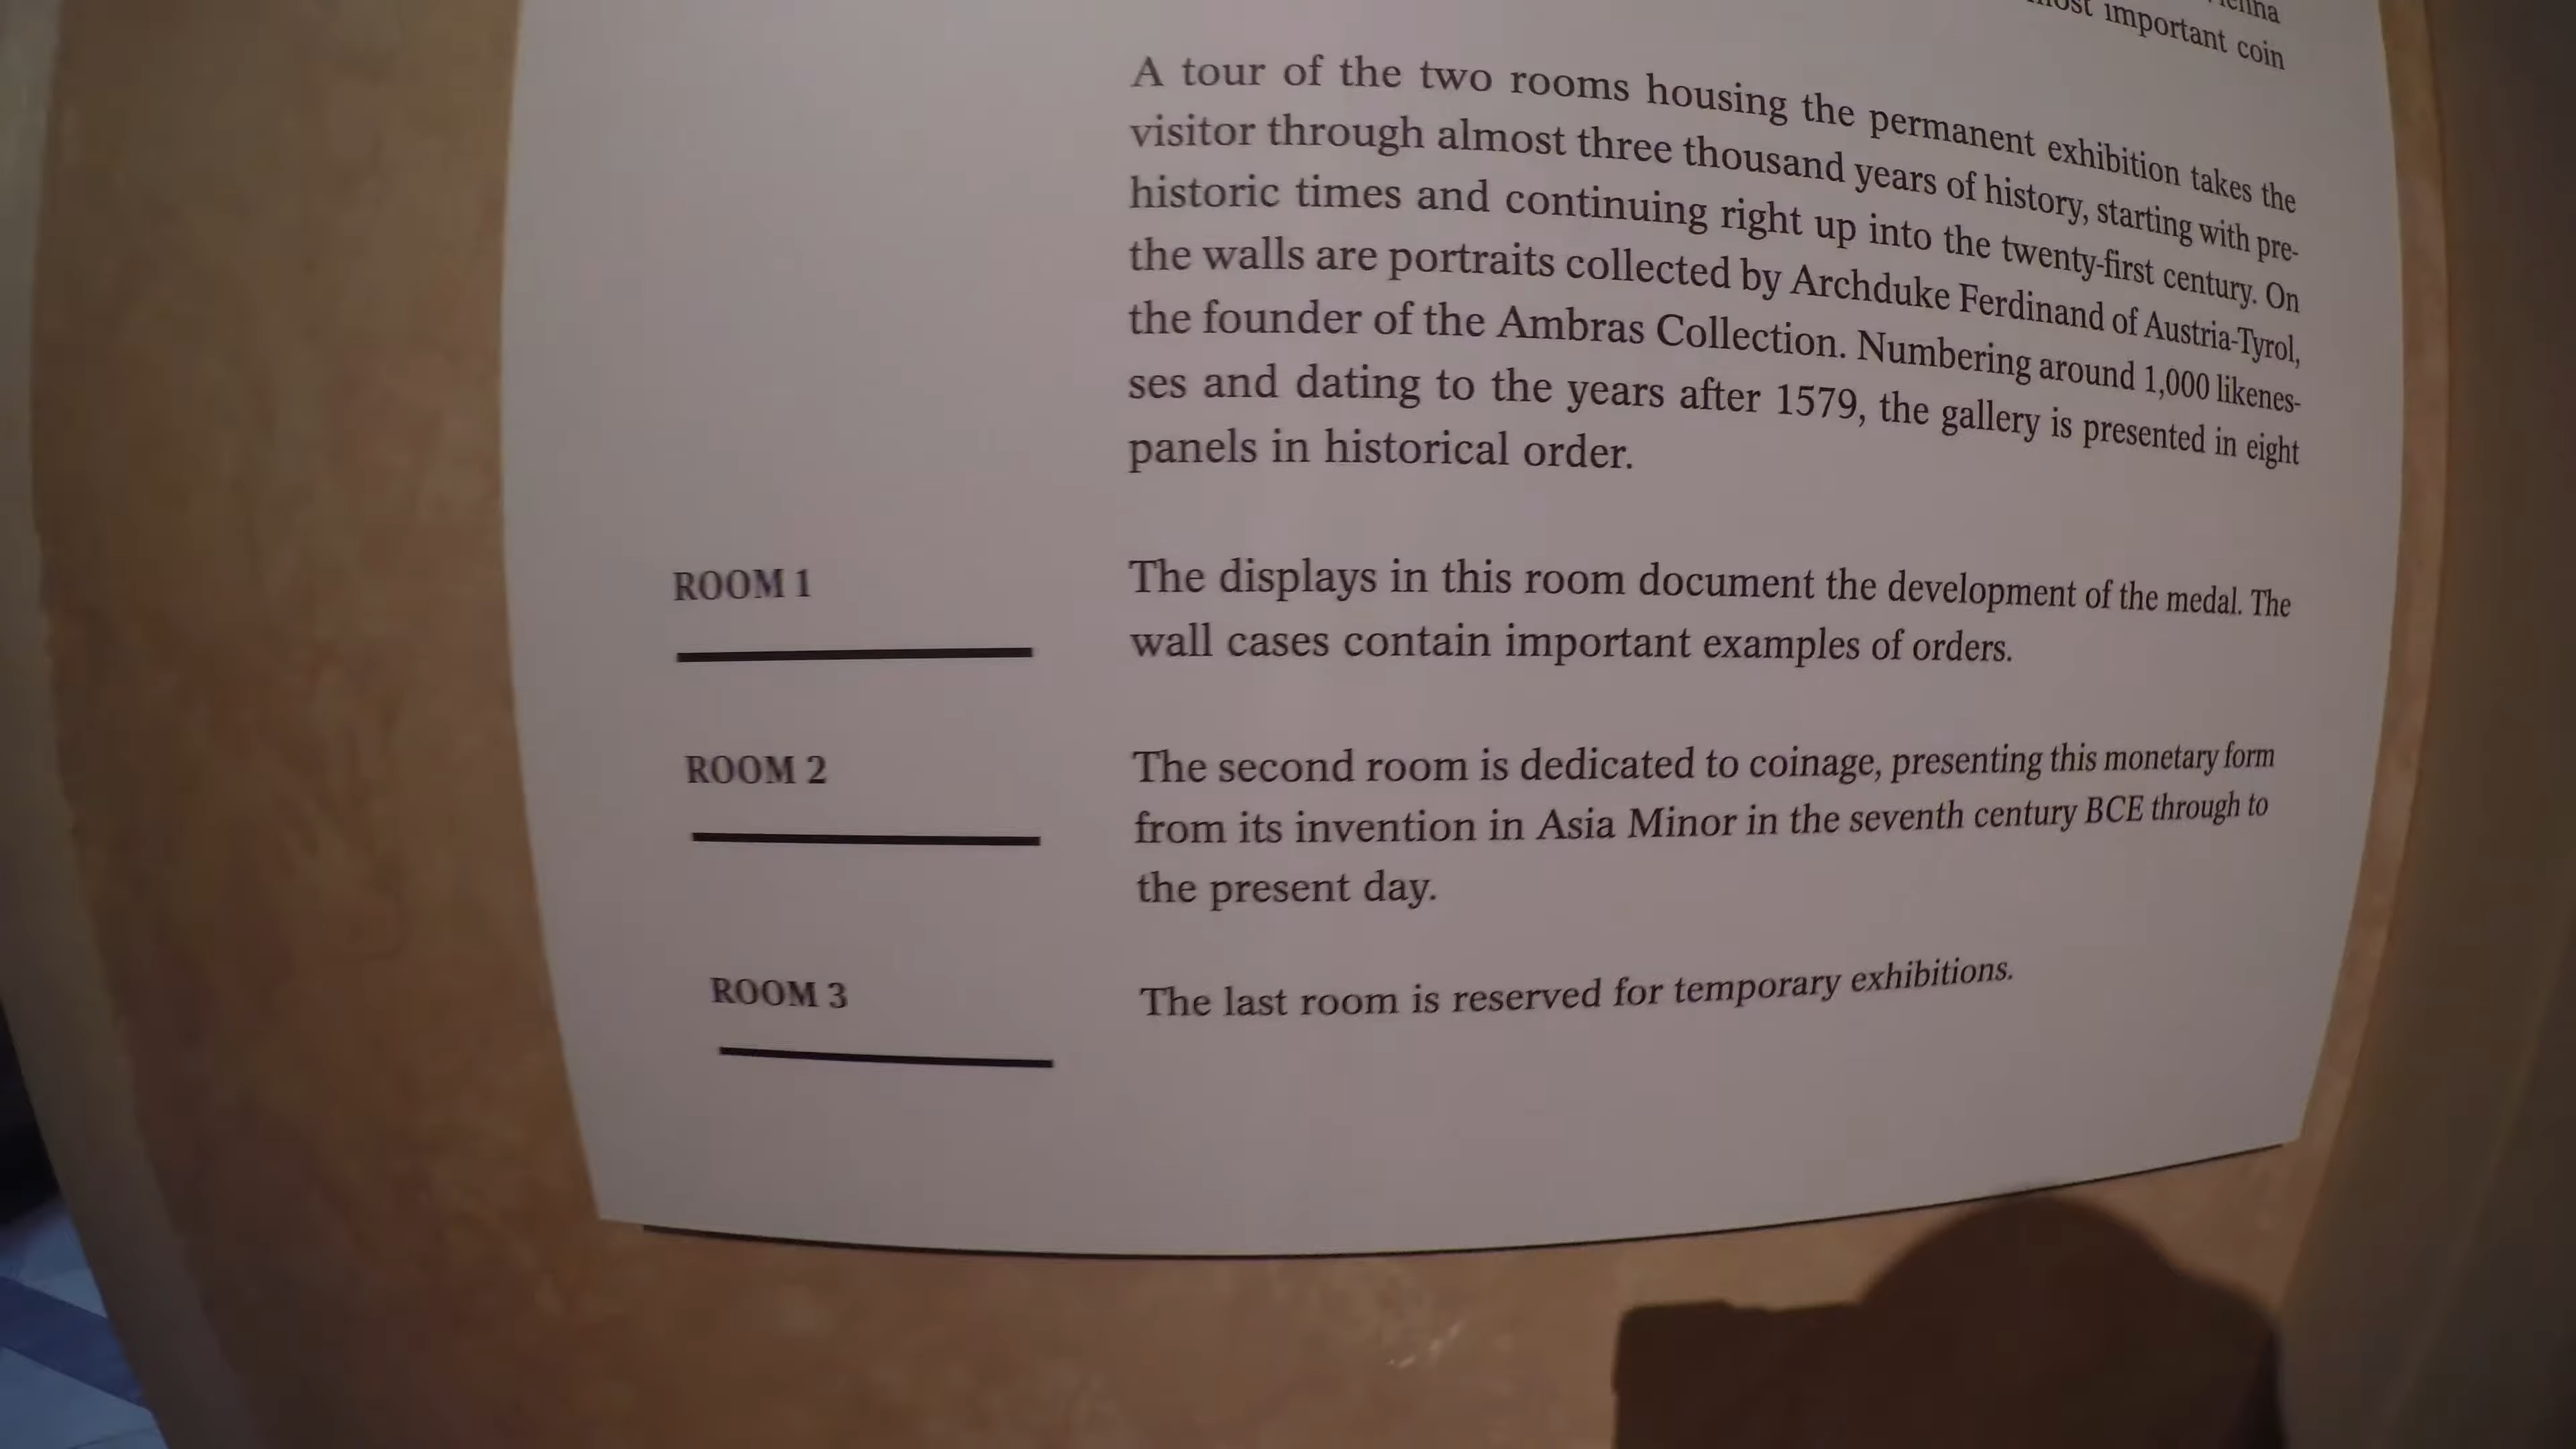 important coin
A tour of the two rooms housing the permanent exhibition takes the
visitor through almost three thousand years of history, starting with pre-
historic times and continuing right up into the twenty-first century. On
the walls are portraits collected by Archduke Ferdinand of Austria-Tyrol,
the founder of the Ambras Collection. Numbering around 1,000 likenes-
ses and dating to the years after 1579, the gallery is presented in eight
panels in historical order.
ROOM 1
The displays in this room document the development of the medal. The
wall cases contain important examples of orders.
ROOM 2
The second room is dedicated to coinage, presenting this monetary form
from its invention in Asia Minor in the seventh century BCE through to
the present day.
ROOM 3
The last room is reserved for temporary exhibitions.